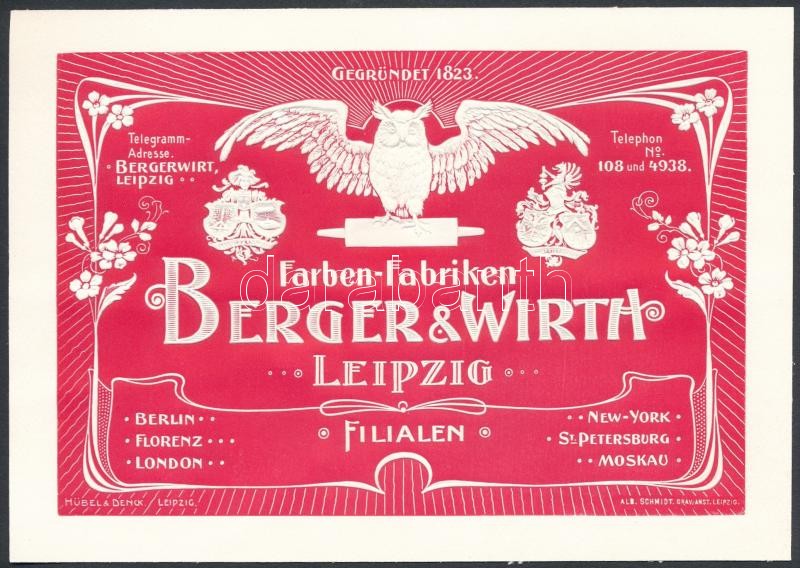 GEGRÜNDET 1823.
Telegramm-
Adresse.
· BERGERWIRT,
LEIPZIG · ·
Telephon
No.
108 und 4938.
Farben-Fabriken
BERGER & WIRTH
· · LEIPZIG · ·
· BERLIN · ·
· FLORENZ · · ·
· LONDON · ·
· FILIALEN ·
· · NEW-YORK ·
· ST. PETERSBURG ·
· · MOSKAU ·
HÜBEL & DENCK. LEIPZIG.
ALB. SCHMIDT. GRAV. ANST. LEIPZIG.
darabanth